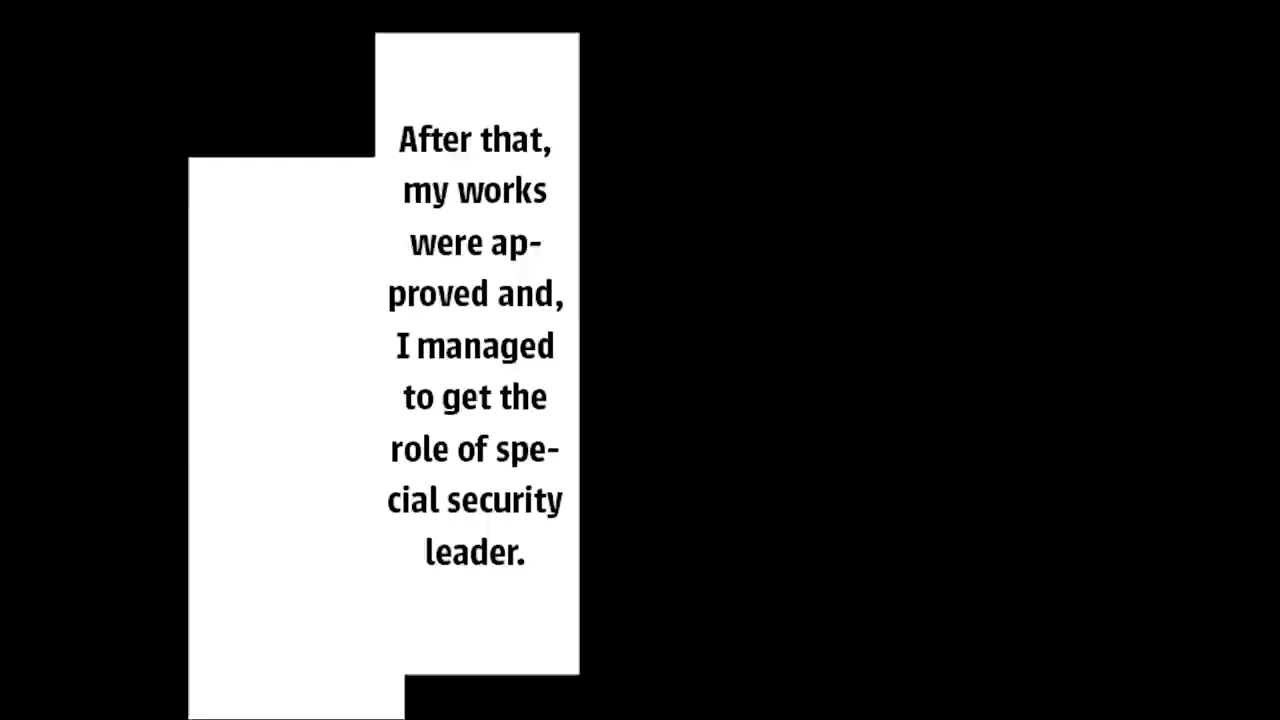 After that,
my works
were ap-
proved and,
I managed
to get the
role of spe-
cial security
leader.